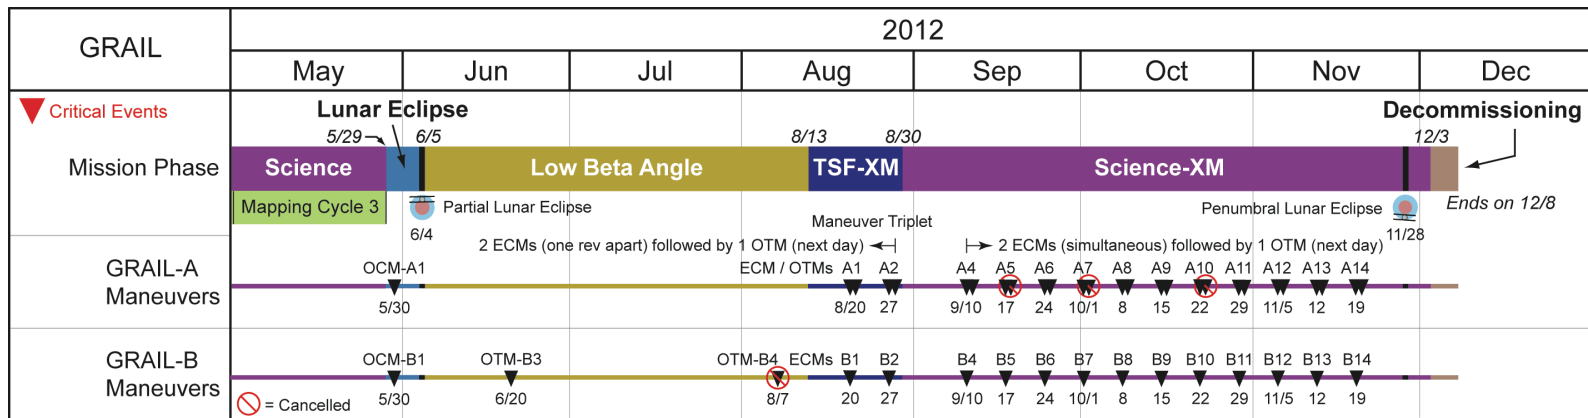 GRAIL
2012
May Jun Jul Aug Sep Oct Nov Dec
Critical Events
Lunar Eclipse
Decommissioning
5/29 6/5 8/13 8/30 12/3
Mission Phase
Science Low Beta Angle TSF-XM Science-XM
Mapping Cycle 3
Partial Lunar Eclipse
Penumbral Lunar Eclipse
Ends on 12/8
6/4
11/28
Maneuver Triplet
2 ECMs (one rev apart) followed by 1 OTM (next day)
2 ECMs (simultaneous) followed by 1 OTM (next day)
GRAIL-A
Maneuvers
OCM-A1 ECM / OTMs A1 A2 A4 A5 A6 A7 A8 A9 A10 A11 A12 A13 A14
5/30 8/20 27 9/10 17 24 10/1 8 15 22 29 11/5 12 19
GRAIL-B
Maneuvers
OCM-B1 OTM-B3 OTM-B4 ECMs B1 B2 B4 B5 B6 B7 B8 B9 B10 B11 B12 B13 B14
5/30 6/20 8/7 20 27 9/10 17 24 10/1 8 15 22 29 11/5 12 19
= Cancelled